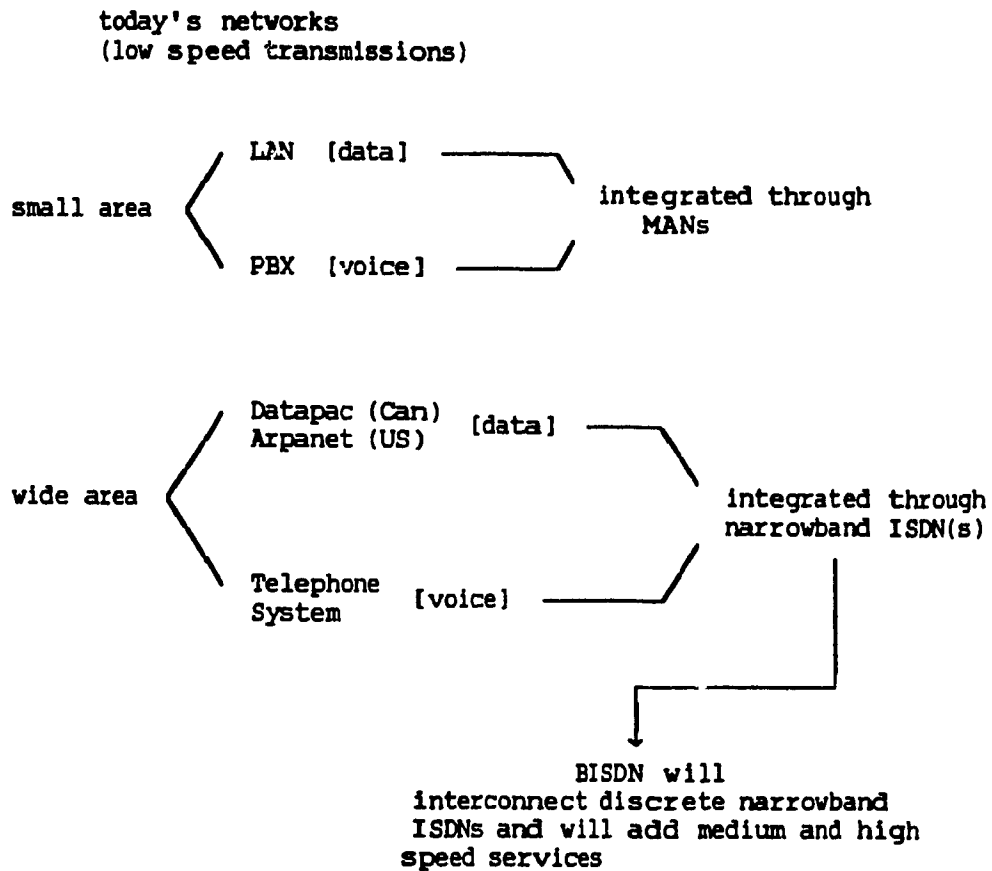 today's networks
(low speed transmissions)
LAN [data]
small area
integrated through
MANs
PBX [voice]
Datapac (Can)
Arpanet (US)
[data]
wide area
integrated through
narrowband ISDN(s)
Telephone
System
[voice]
BISDN will
interconnect discrete narrowband
ISDNs and will add medium and high
speed services